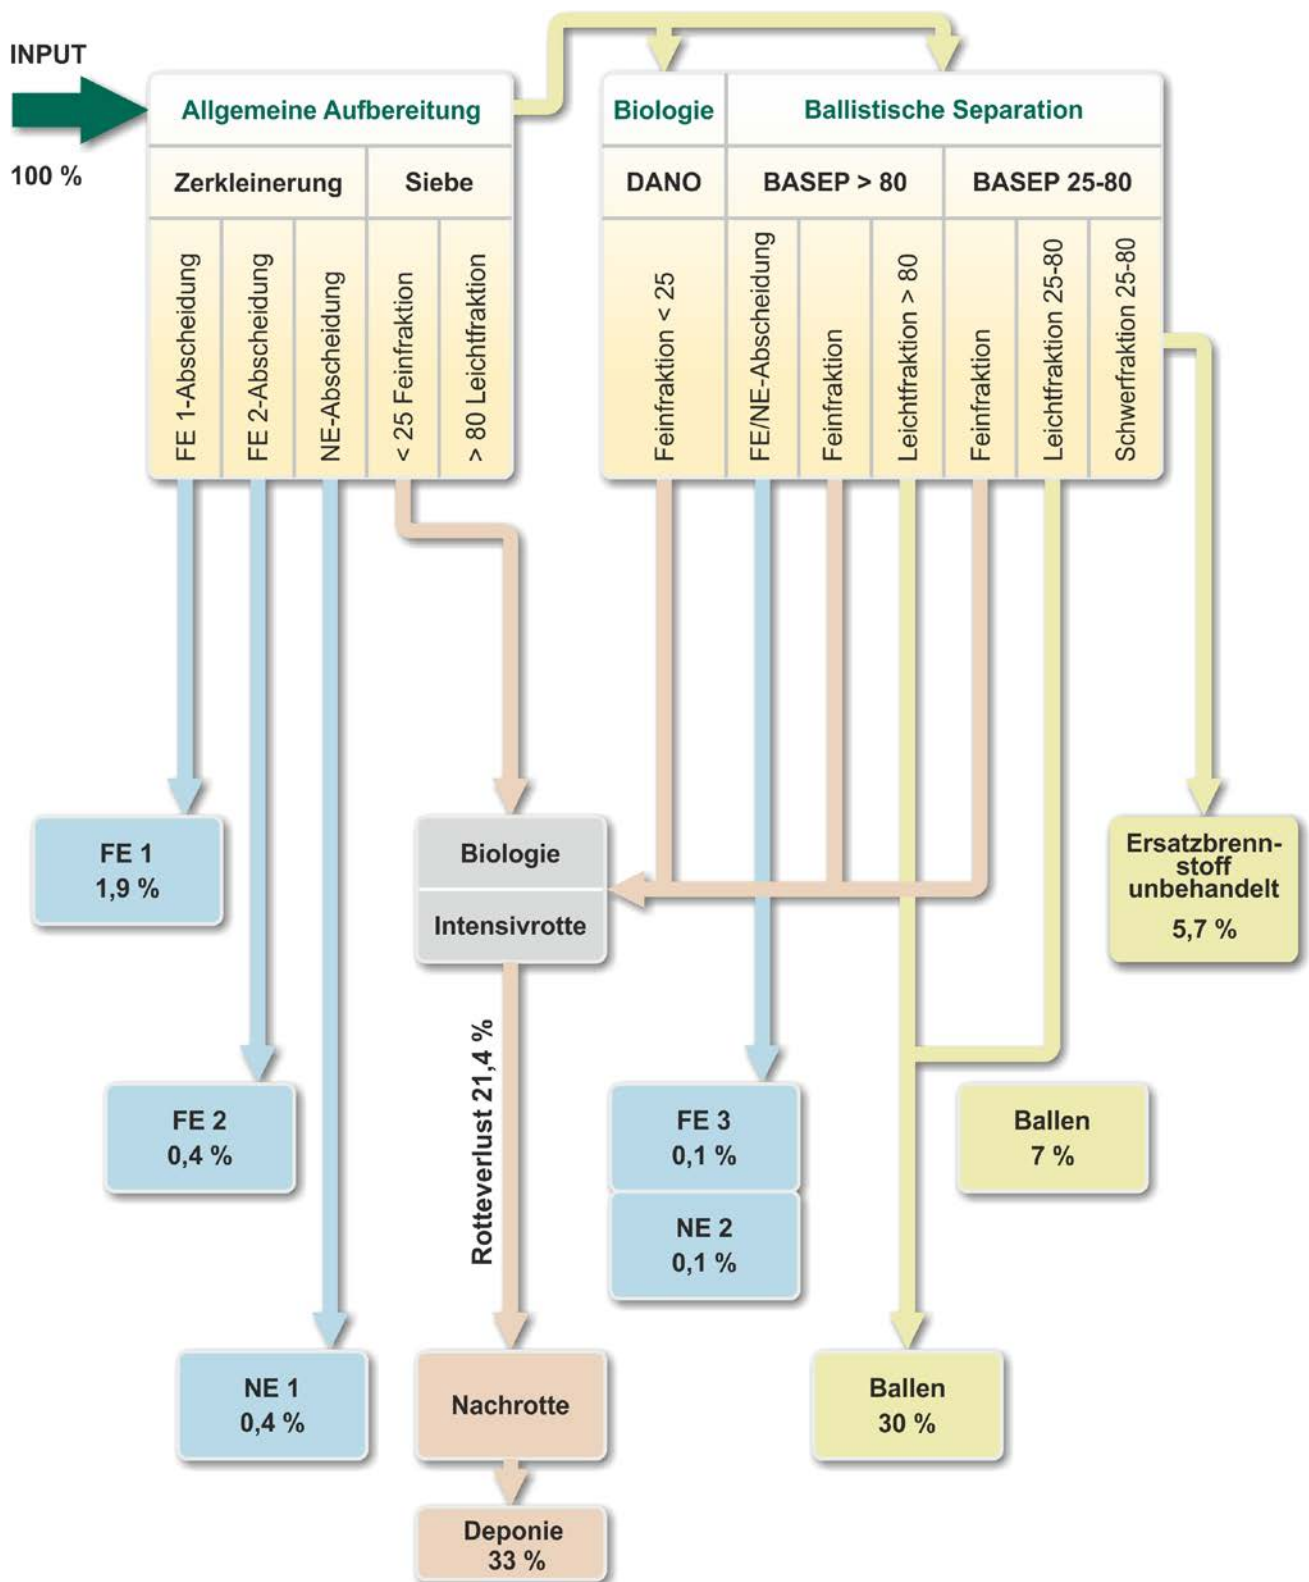 INPUT
100 %
Allgemeine Aufbereitung
Zerkleinerung
Siebe
FE 1-Abscheidung
FE 2-Abscheidung
NE-Abscheidung
< 25 Feinfraktion
> 80 Leichtfraktion
Biologie
Ballistische Separation
DANO
BASEP > 80
BASEP 25-80
Feinfraktion < 25
FE/NE-Abscheidung
Feinfraktion
Leichtfraktion > 80
Feinfraktion
Leichtfraktion 25-80
Schwerfraktion 25-80
FE 1
1,9 %
Biologie
Intensivrotte
Ersatzbrenn-
stoff
unbehandelt
5,7 %
Rotteverlust 21,4 %
FE 2
0,4 %
FE 3
0,1 %
NE 2
0,1 %
Ballen
7 %
NE 1
0,4 %
Nachrotte
Ballen
30 %
Deponie
33 %